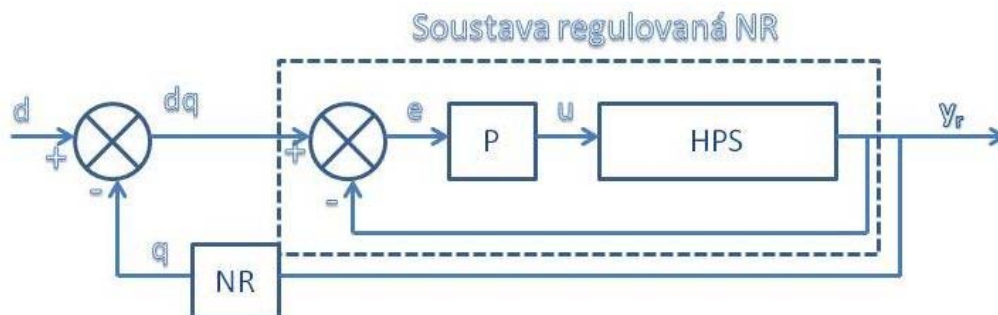 Soustava regulovaná NR
d
dq
e
P
u
HPS
yr
+
-
+
-
q
NR